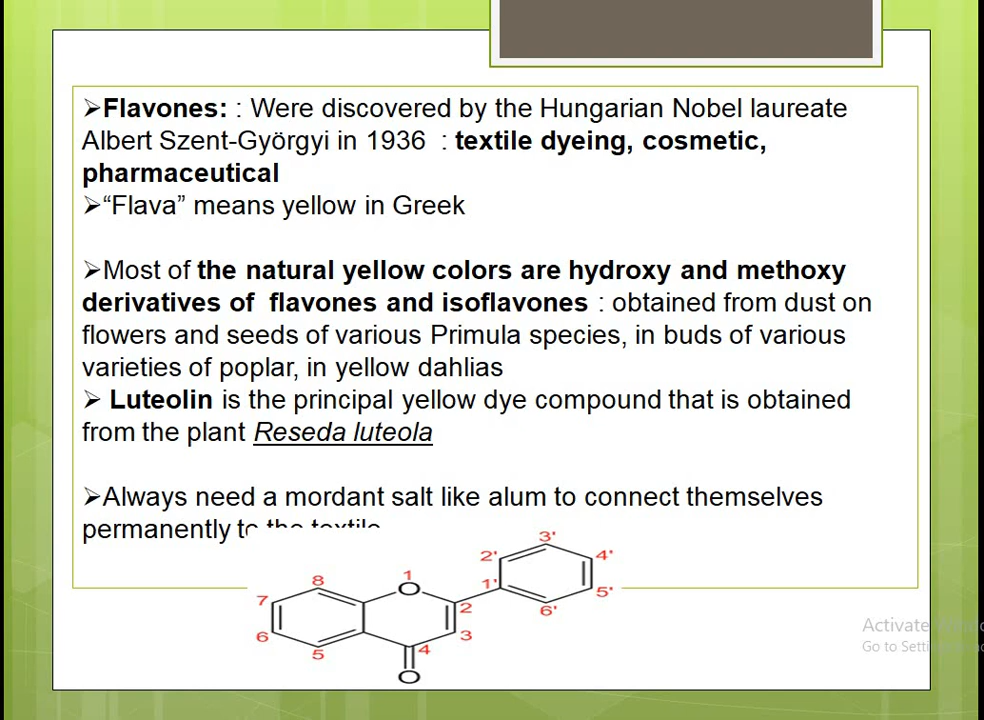 ➢Flavones: : Were discovered by the Hungarian Nobel laureate
Albert Szent-Györgyi in 1936 : textile dyeing, cosmetic,
pharmaceutical
➢“Flava” means yellow in Greek
➢Most of the natural yellow colors are hydroxy and methoxy
derivatives of flavones and isoflavones : obtained from dust on
flowers and seeds of various Primula species, in buds of various
varieties of poplar, in yellow dahlias
➢ Luteolin is the principal yellow dye compound that is obtained
from the plant Reseda luteola
➢Always need a mordant salt like alum to connect themselves
permanently to the textile
3'
2' 4'
8 1 O 1' 5'
7 2 6'
6 3
5 4
O
Activate
Go to